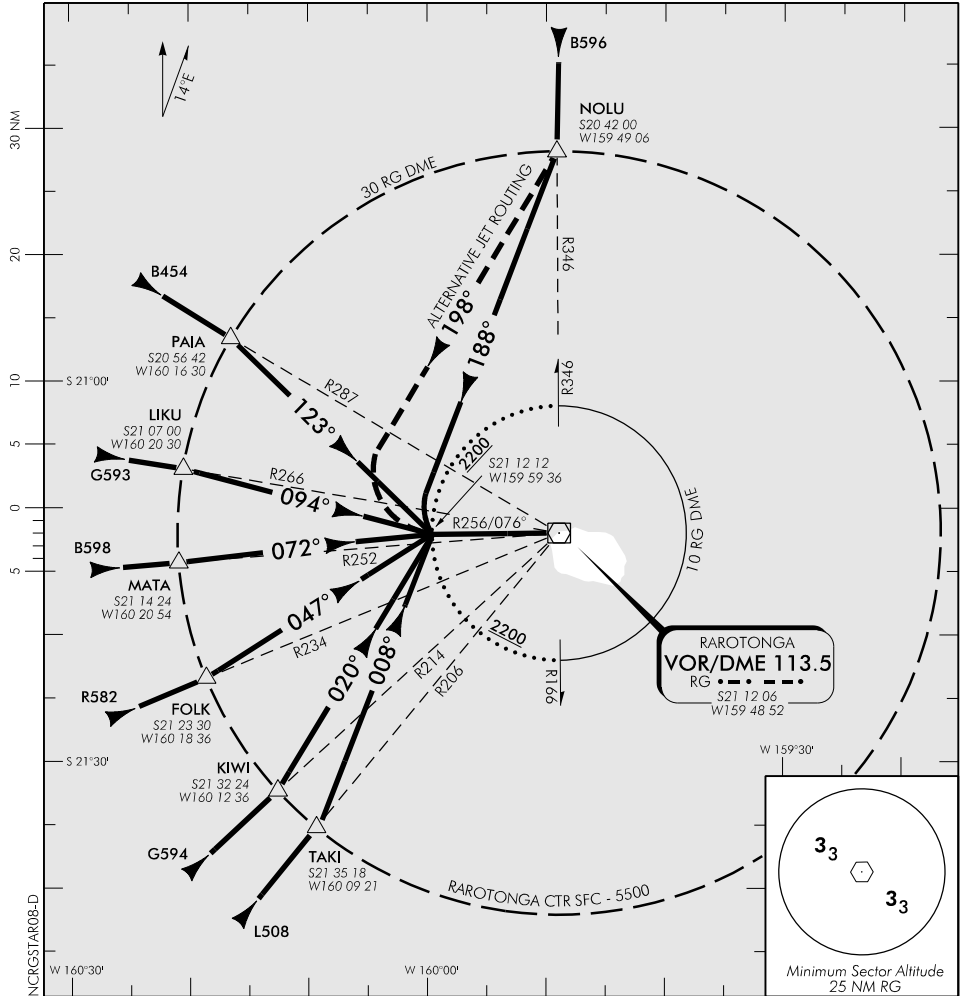 B596
14°E
NOLU
S20 42 00
W159 49 06
30 NM
30 RG DME
ALTERNATIVE JET ROUTING
R346
20
B454
198°
188°
PAIA
S20 56 42
W160 16 30
R287
R346
10
S 21°00'
LIKU
S21 07 00
W160 20 30
123°
2200
S21 12 12
W159 59 36
5
G593
R266
094°
10 RG DME
0
R256/076°
B598
072°
R252
5
MATA
S21 14 24
W160 20 54
047°
R234
2200
R214
R206
020°
008°
R166
RAROTONGA
VOR/DME 113.5
RG
S21 12 06
W159 48 52
R582
FOLK
S21 23 30
W160 18 36
S 21°30'
W 159°30'
KIWI
S21 32 24
W160 12 36
G594
TAKI
S21 35 18
W160 09 21
RAROTONGA CTR SFC - 5500
L508
33
33
NCRGSTAR08-D
W 160°30'
W 160°00'
Minimum Sector Altitude
25 NM RG